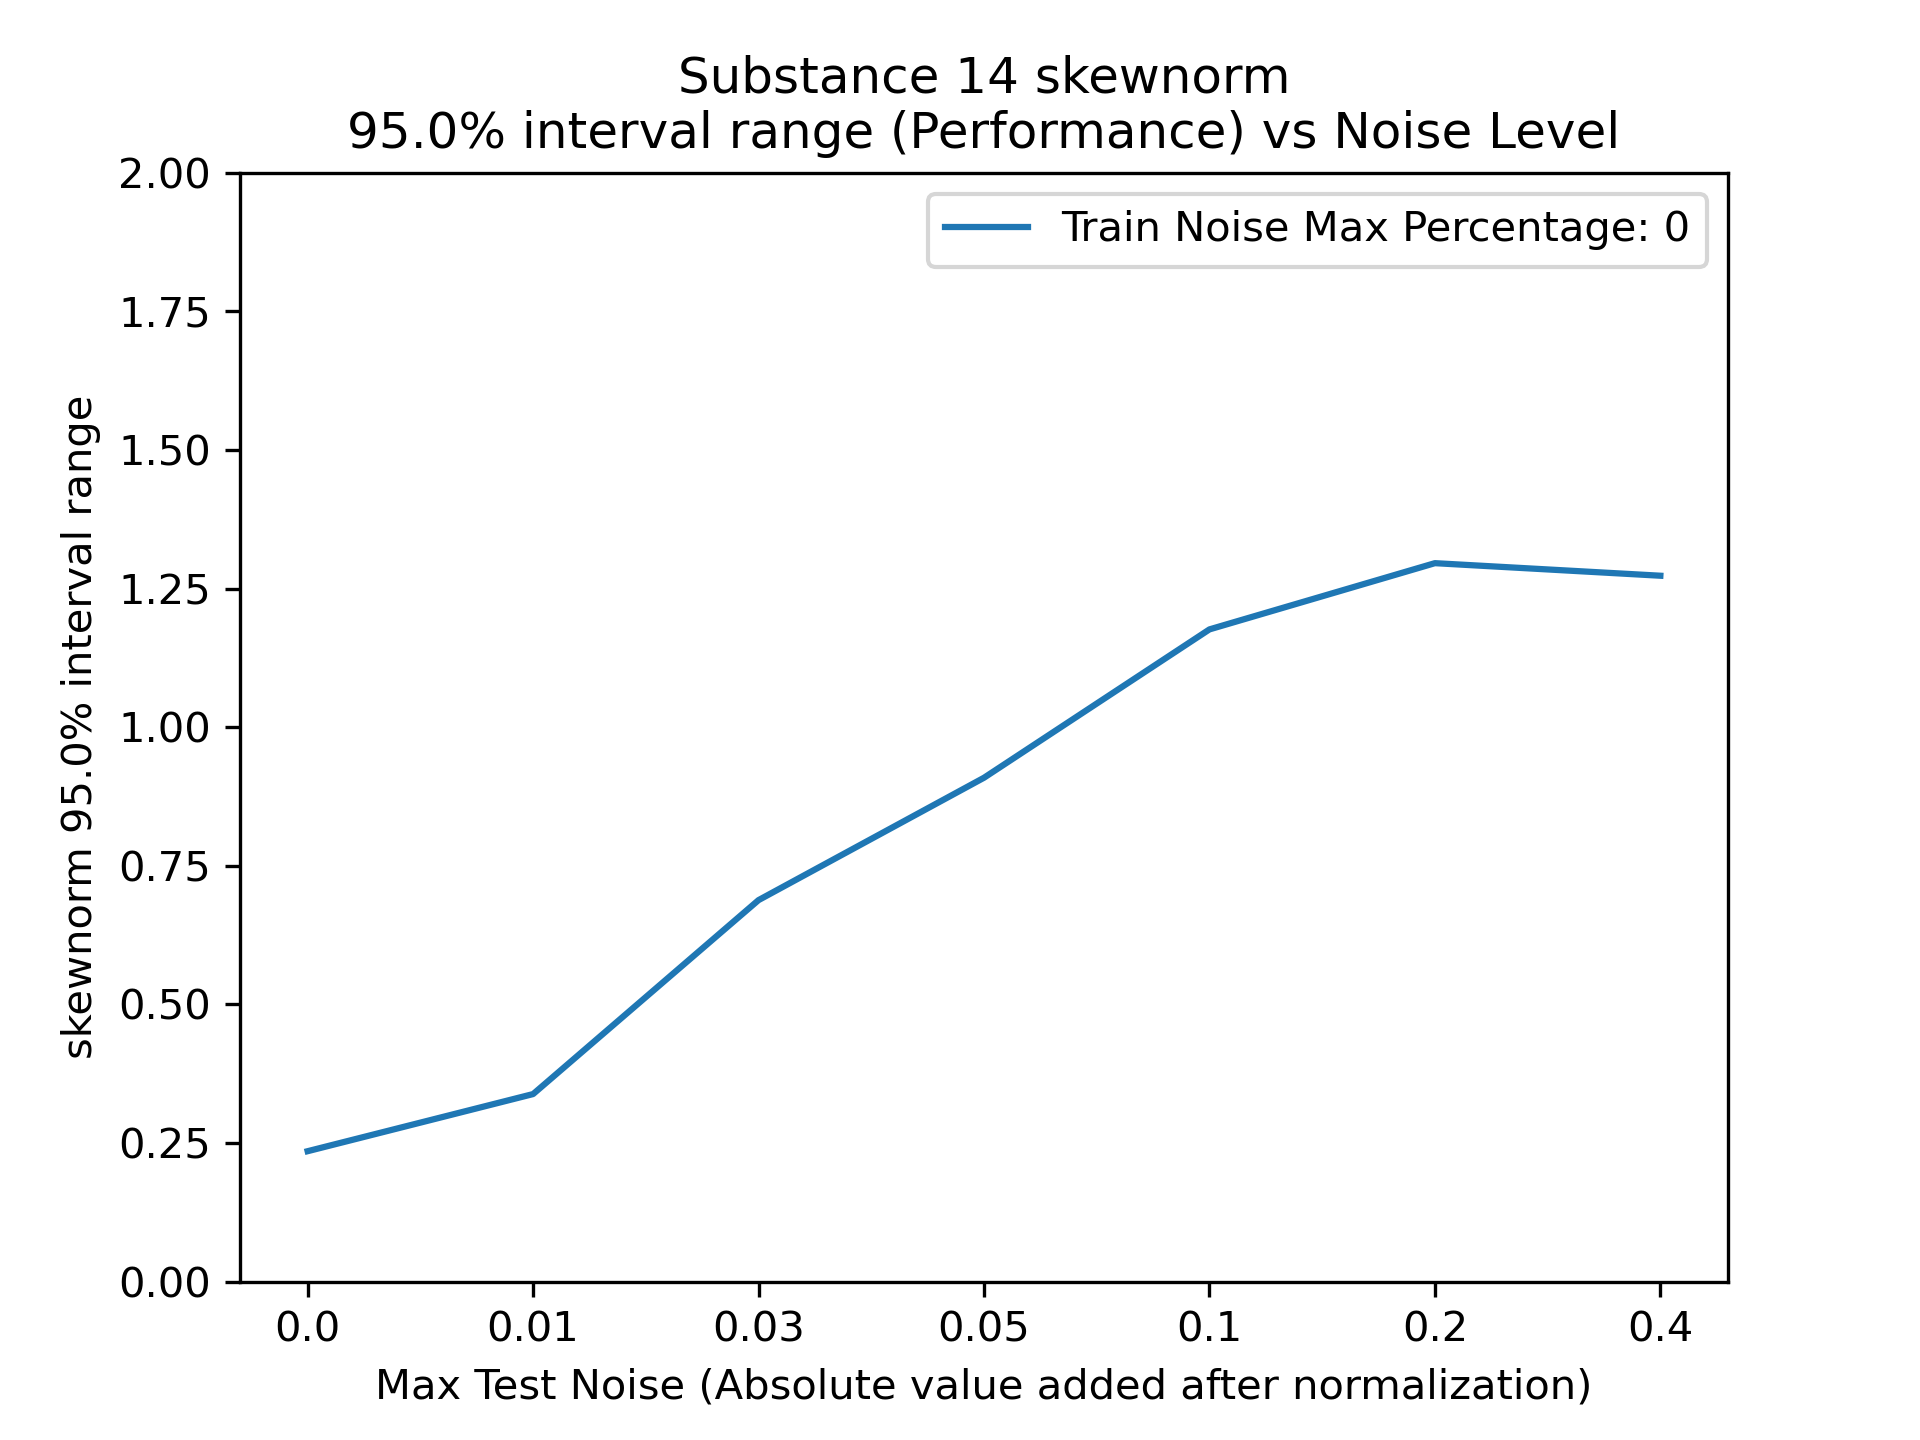 Substance 14 skewnorm
95.0% interval range (Performance) vs Noise Level
Train Noise Max Percentage: 0
skewnorm 95.0% interval range
2.00
1.75
1.50
1.25
1.00
0.75
0.50
0.25
0.00
0.0 0.01 0.03 0.05 0.1 0.2 0.4
Max Test Noise (Absolute value added after normalization)